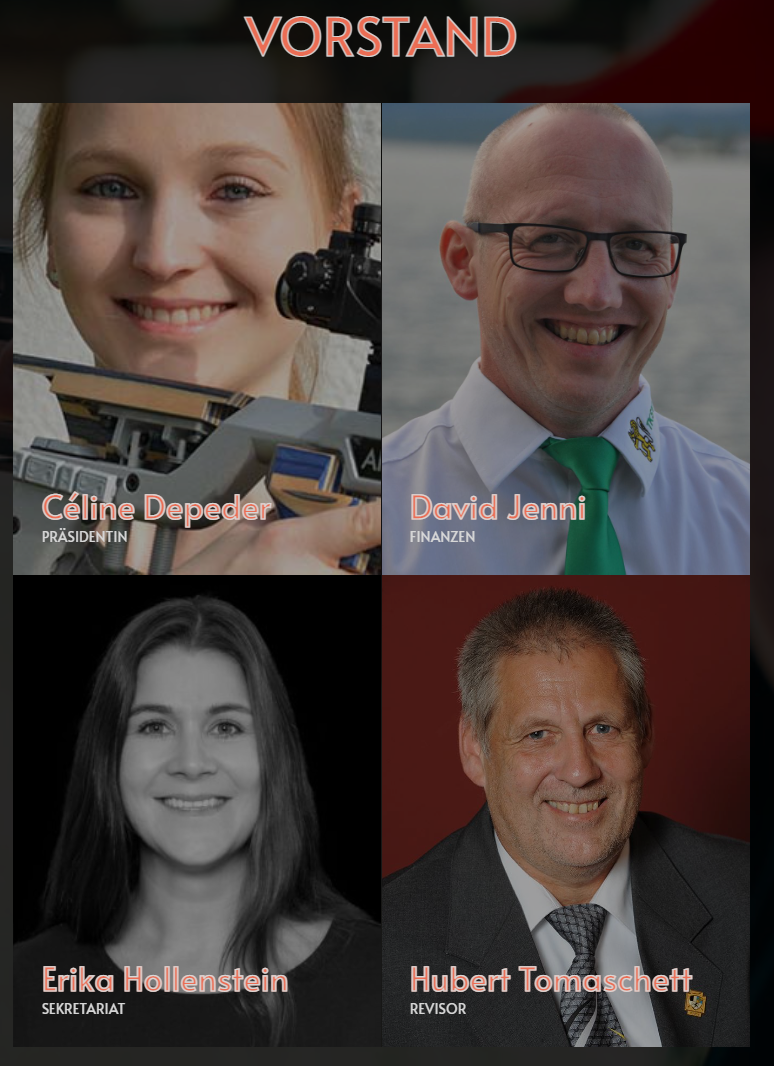 VORSTAND
Céline Depeder
PRÄSIDENTIN
David Jenni
FINANZEN
Erika Hollenstein
SEKRETARIAT
Hubert Tomaschett
REVISOR